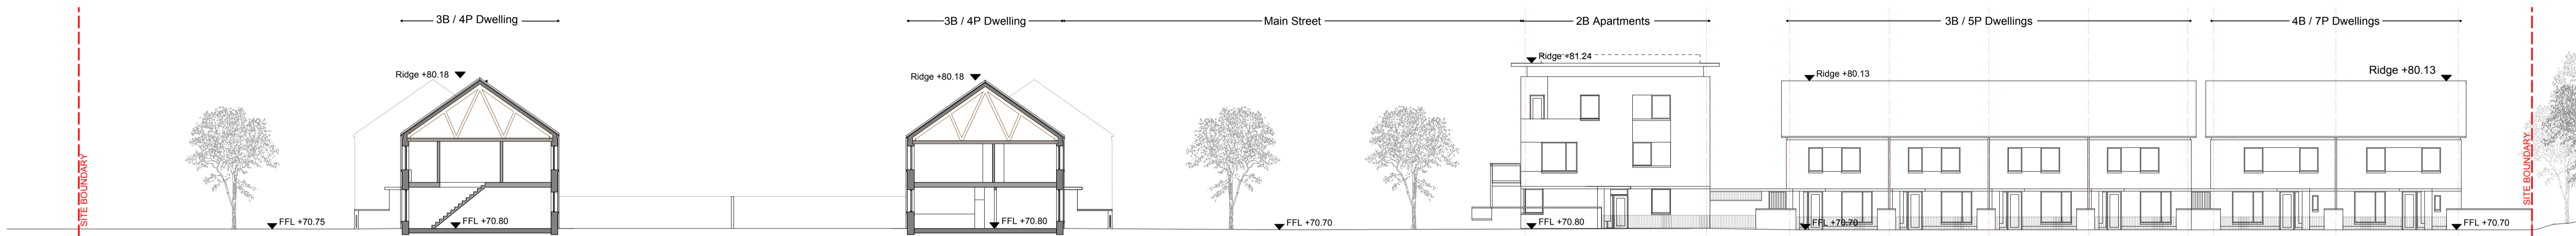 3B / 4P Dwelling
3B / 4P Dwelling
Main Street
2B Apartments
3B / 5P Dwellings
4B / 7P Dwellings
Ridge +80.18
Ridge +80.18
Ridge +81.24
Ridge +80.13
Ridge +80.13
SITE BOUNDARY
SITE BOUNDARY
FFL +70.75
FFL +70.80
FFL +70.80
FFL +70.70
FFL +70.80
FFL +70.70
FFL +70.70